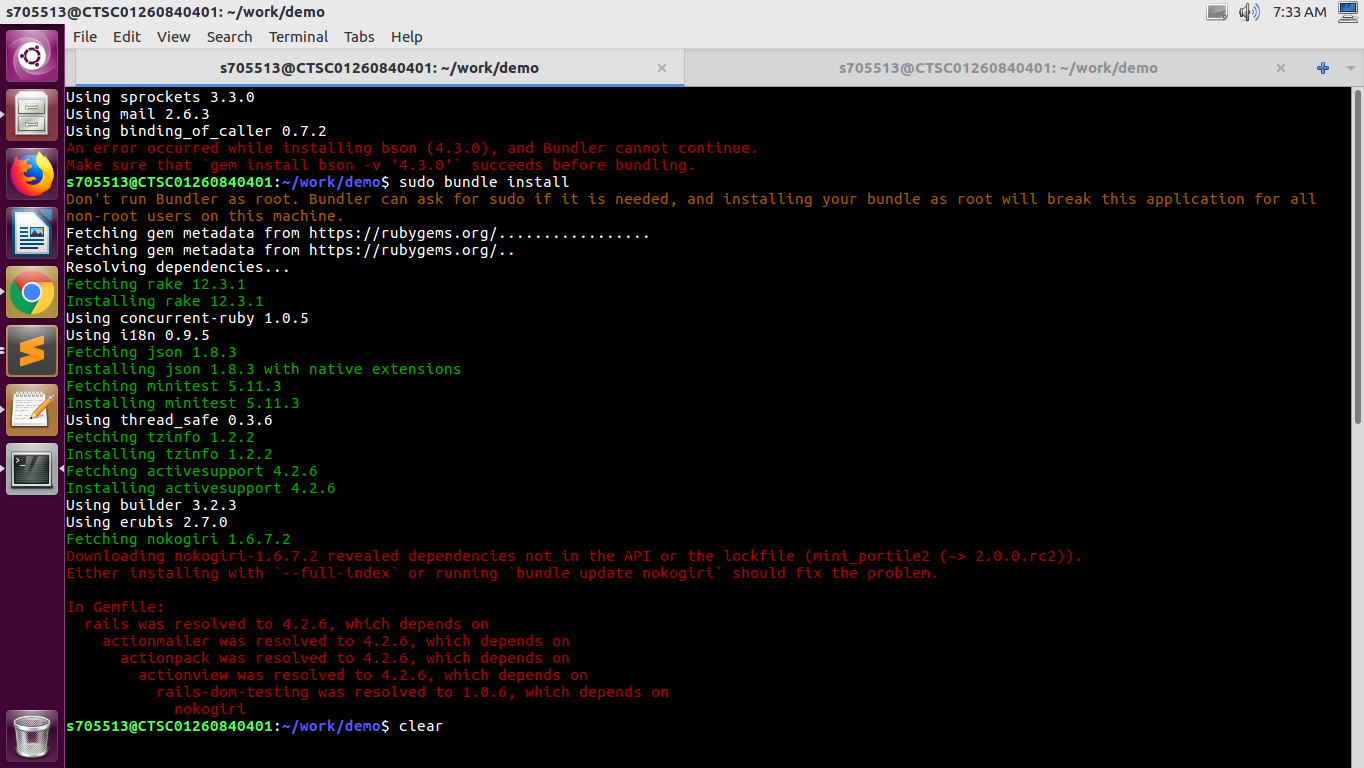 s705513@CTSC01260840401: ~/work/demo
7:33 AM
File Edit View Search Terminal Tabs Help
s705513@CTSC01260840401: ~/work/demo
s705513@CTSC01260840401: ~/work/demo
Using sprockets 3.3.0
Using mail 2.6.3
Using binding_of_caller 0.7.2
An error occurred while installing bson (4.3.0), and Bundler cannot continue.
Make sure that `gem install bson -v '4.3.0'` succeeds before bundling.
s705513@CTSC01260840401:~/work/demo$ sudo bundle install
Don't run Bundler as root. Bundler can ask for sudo if it is needed, and installing your bundle as root will break this application for all
non-root users on this machine.
Fetching gem metadata from https://rubygems.org/.................
Fetching gem metadata from https://rubygems.org/..
Resolving dependencies...
Fetching rake 12.3.1
Installing rake 12.3.1
Using concurrent-ruby 1.0.5
Using i18n 0.9.5
Fetching json 1.8.3
Installing json 1.8.3 with native extensions
Fetching minitest 5.11.3
Installing minitest 5.11.3
Using thread_safe 0.3.6
Fetching tzinfo 1.2.2
Installing tzinfo 1.2.2
Fetching activesupport 4.2.6
Installing activesupport 4.2.6
Using builder 3.2.3
Using erubis 2.7.0
Fetching nokogiri 1.6.7.2
Downloading nokogiri-1.6.7.2 revealed dependencies not in the API or the lockfile (mini_portile2 (~> 2.0.0.rc2)).
Either installing with `--full-index` or running `bundle update nokogiri` should fix the problem.
In Gemfile:
rails was resolved to 4.2.6, which depends on
actionmailer was resolved to 4.2.6, which depends on
actionpack was resolved to 4.2.6, which depends on
actionview was resolved to 4.2.6, which depends on
rails-dom-testing was resolved to 1.0.6, which depends on
nokogiri
s705513@CTSC01260840401:~/work/demo$ clear